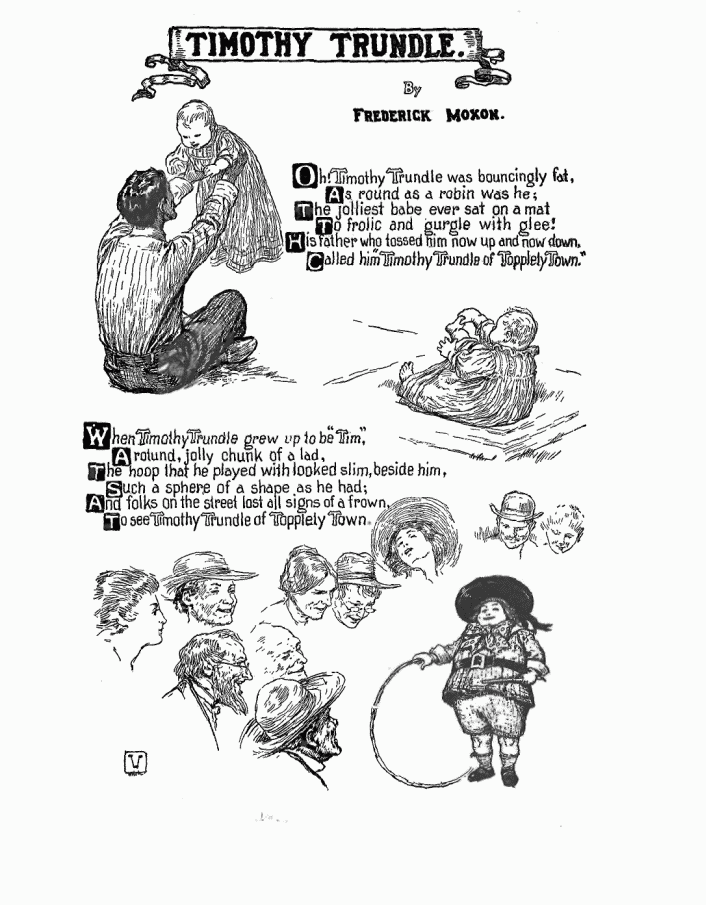 TIMOTHY TRUNDLE.
By
FREDERICK MOXON.
Oh! Timothy Trundle was bouncingly fat,
As round as a robin was he;
The jolliest babe ever sat on a mat
To frolic and gurgle with glee!
His father who tossed him now up and now down,
Called him "Timothy Trundle of Topplety Town."
When Timothy Trundle grew up to be "Tim",
A rotund, jolly chunk of a lad,
The hoop that he played with looked slim, beside him,
Such a sphere of a shape as he had;
And folks on the street lost all signs of a frown,
To see Timothy Trundle of Topplety Town.